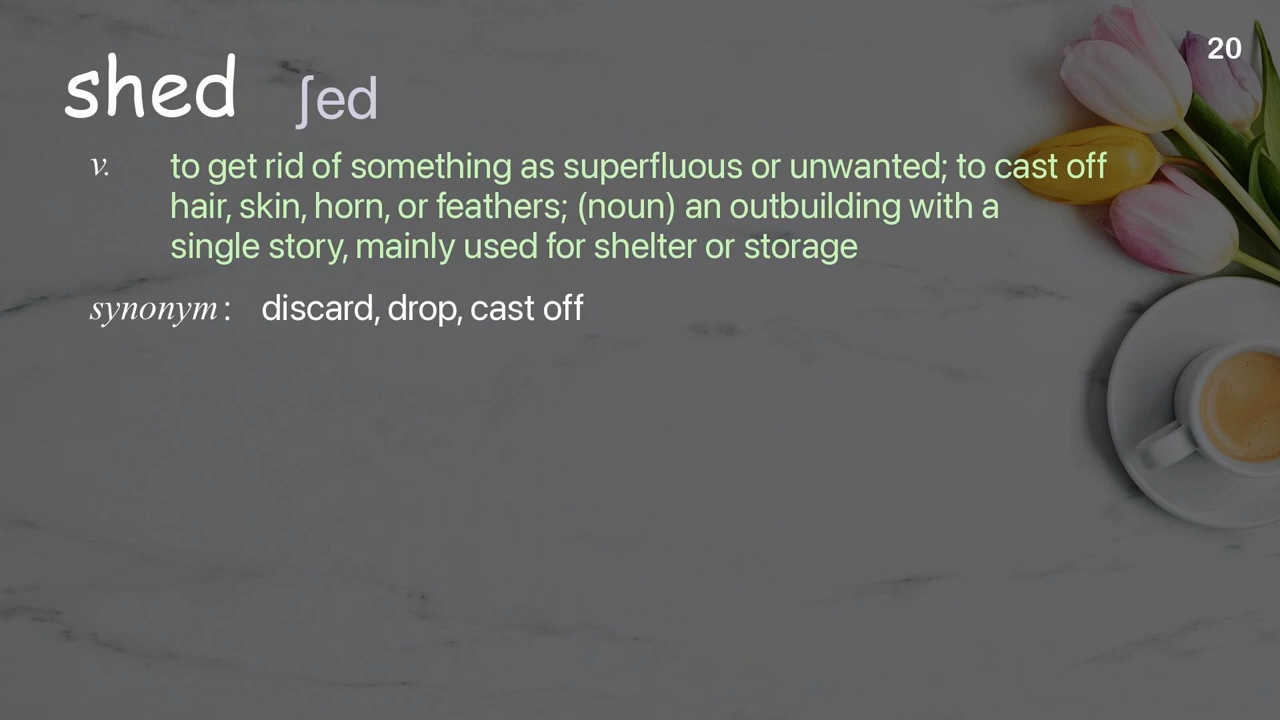 20
shed ʃed
v. to get rid of something as superfluous or unwanted; to cast off
hair, skin, horn, or feathers; (noun) an outbuilding with a
single story, mainly used for shelter or storage
synonym: discard, drop, cast off